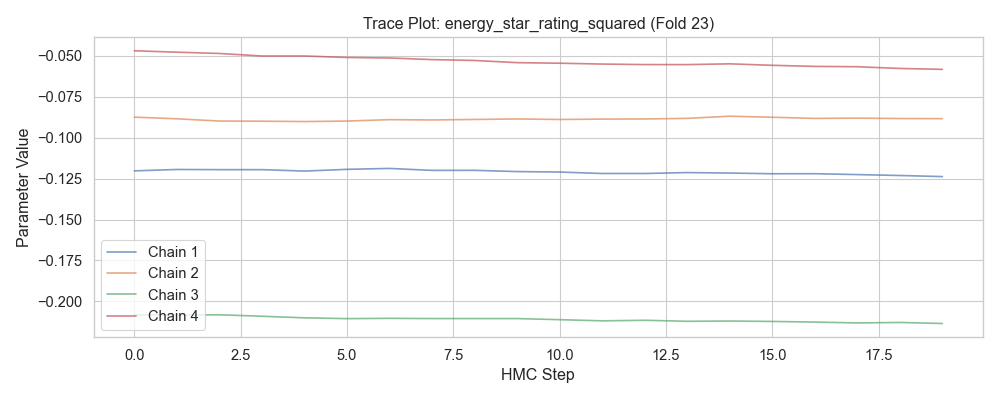 Trace Plot: energy_star_rating_squared (Fold 23)
Parameter Value
−0.050
−0.075
−0.100
−0.125
−0.150
−0.175
−0.200
Chain 1
Chain 2
Chain 3
Chain 4
0.0 2.5 5.0 7.5 10.0 12.5 15.0 17.5
HMC Step